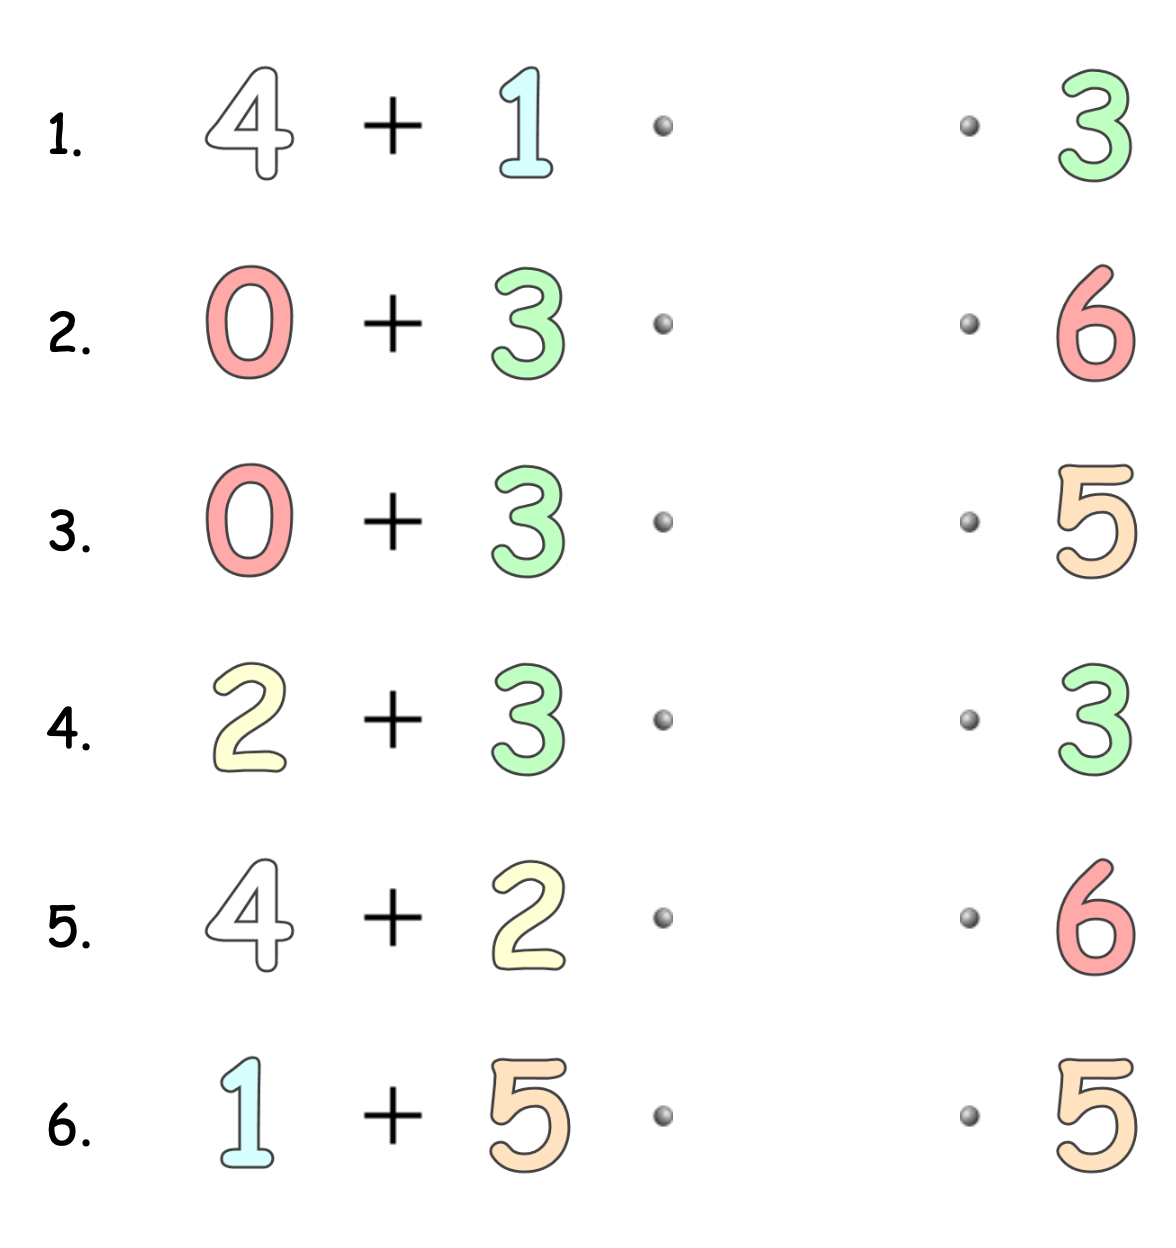 1. 4 + 1 • • 3
2. 0 + 3 • • 6
3. 0 + 3 • • 5
4. 2 + 3 • • 3
5. 4 + 2 • • 6
6. 1 + 5 • • 5